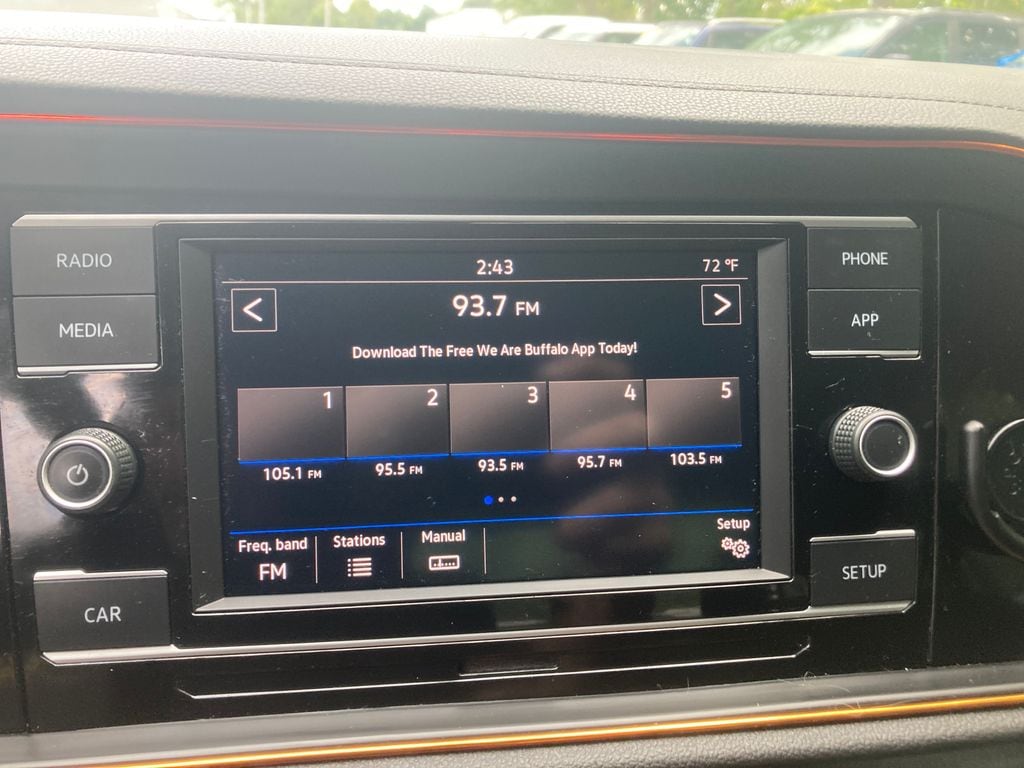 RADIO
MEDIA
CAR
2:43
72 °F
<
93.7 FM
>
Download The Free We Are Buffalo App Today!
1
2
3
4
5
105.1 FM
95.5 FM
93.5 FM
95.7 FM
103.5 FM
Freq. band
FM
Stations
Manual
Setup
PHONE
APP
SETUP